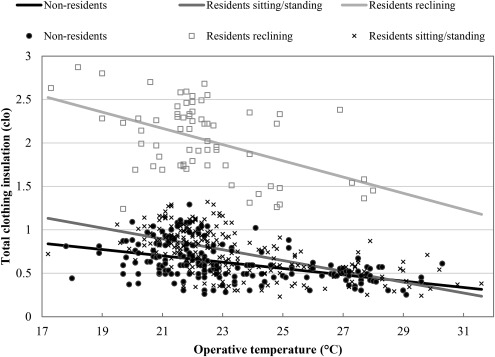 Non-residents Residents sitting/standing Residents reclining
Non-residents Residents reclining Residents sitting/standing
Total clothing insulation (clo)
3
2.5
2
1.5
1
0.5
0
17 19 21 23 25 27 29 31
Operative temperature (°C)